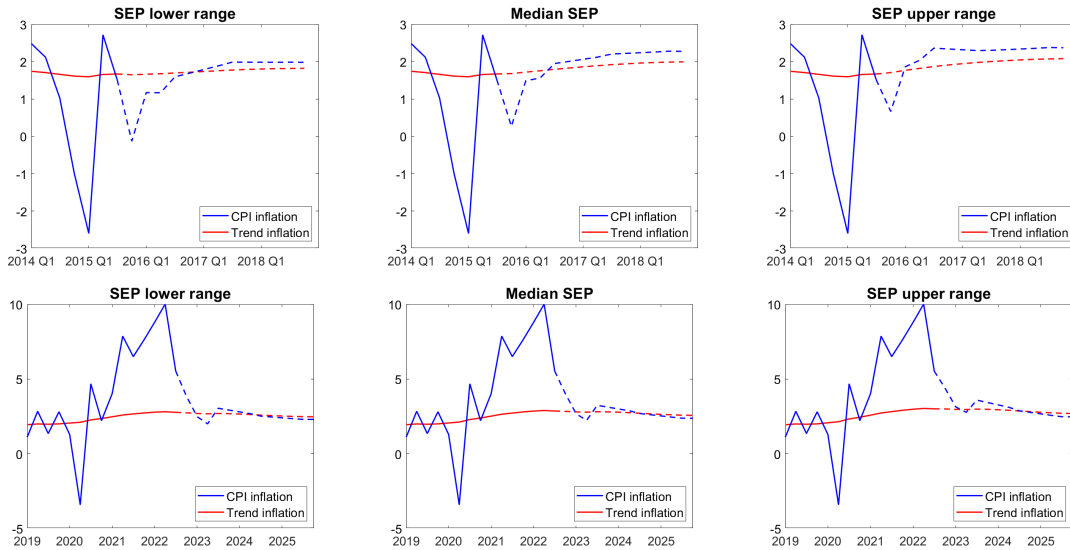 SEP lower range
Median SEP
SEP upper range
3
2
1
0
-1
-2
-3
2014 Q1
2015 Q1
2016 Q1
2017 Q1
2018 Q1
CPI inflation
Trend inflation
3
2
1
0
-1
-2
-3
2014 Q1
2015 Q1
2016 Q1
2017 Q1
2018 Q1
CPI inflation
Trend inflation
3
2
1
0
-1
-2
-3
2014 Q1
2015 Q1
2016 Q1
2017 Q1
2018 Q1
CPI inflation
Trend inflation
SEP lower range
Median SEP
SEP upper range
10
5
0
-5
2019
2020
2021
2022
2023
2024
2025
CPI inflation
Trend inflation
10
5
0
-5
2019
2020
2021
2022
2023
2024
2025
CPI inflation
Trend inflation
10
5
0
-5
2019
2020
2021
2022
2023
2024
2025
CPI inflation
Trend inflation